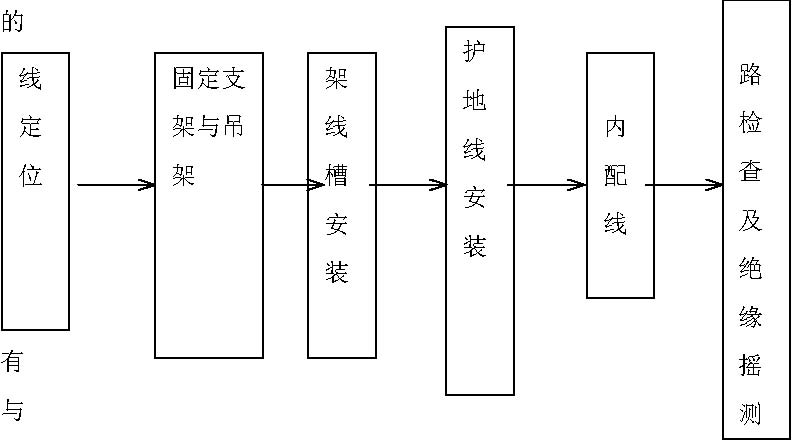 的
线
定
位
固定支
架与吊
架
架
线
槽
安
装
护
地
线
安
装
内
配
线
路
检
查
及
绝
缘
摇
测
有
与